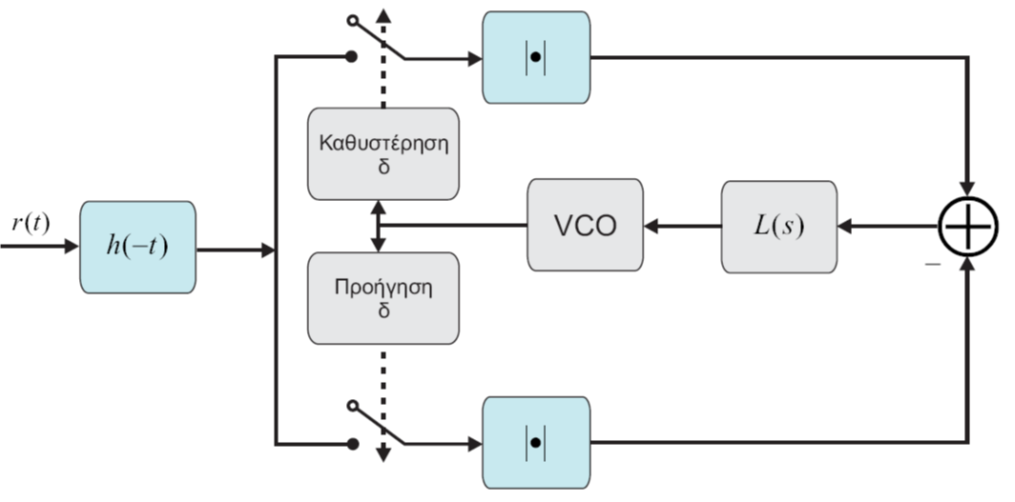 |•|
Καθυστέρηση
δ
r(t)
h(−t)
VCO
L(s)
−
Προήγηση
δ
|•|